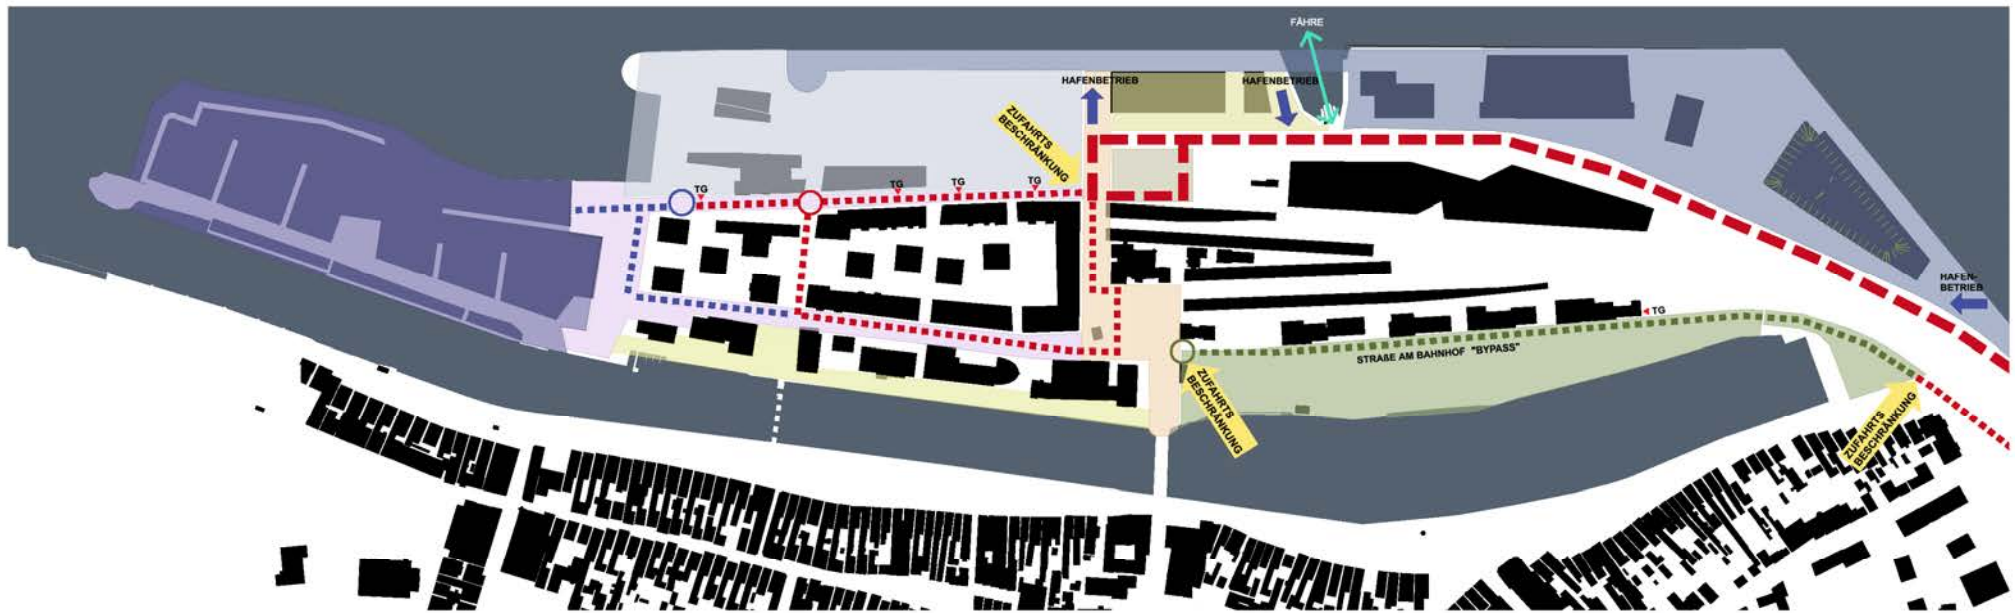 FÄHRE
HAFENBETRIEB
HAFENBETRIEB
ZUFAHRTS
BESCHRÄNKUNG
TG
TG
TG
TG
HAFEN-
BETRIEB
TG
STRAßE AM BAHNHOF "BYPASS"
ZUFAHRTS
BESCHRÄNKUNG
ZUFAHRTS
BESCHRÄNKUNG